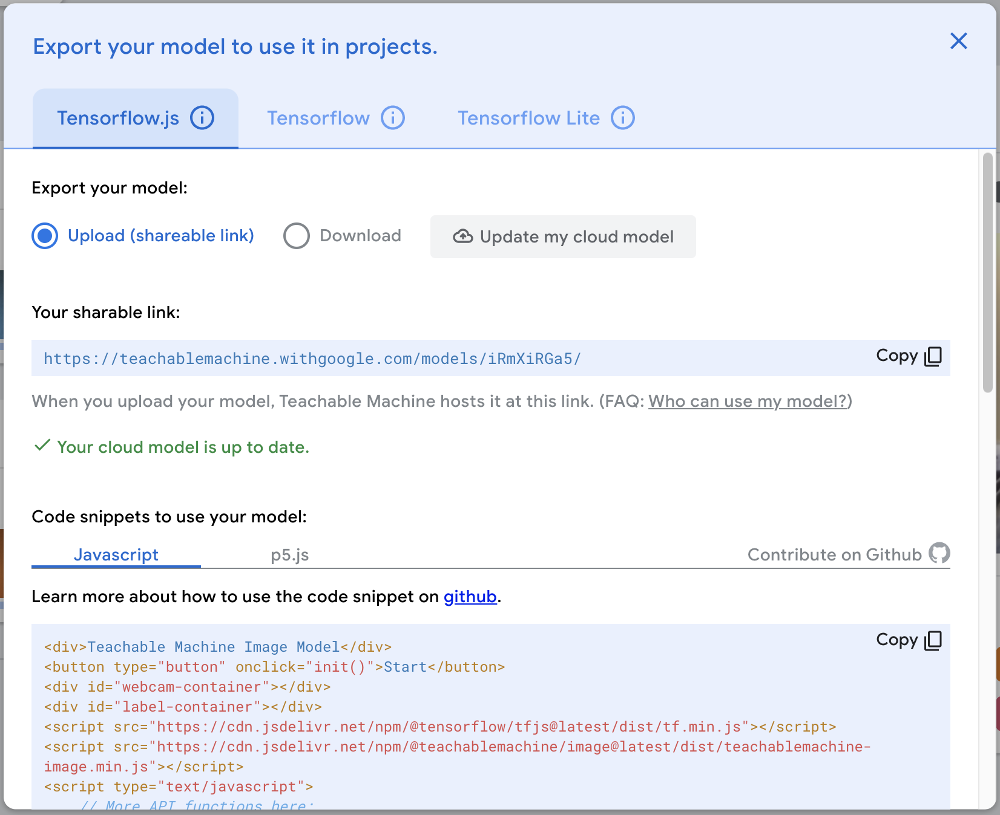 Export your model to use it in projects.
Tensorflow.js Tensorflow Tensorflow Lite
Export your model:
Upload (shareable link) Download Update my cloud model
Your sharable link:
https://teachablemachine.withgoogle.com/models/iRmXiRGa5/ Copy
When you upload your model, Teachable Machine hosts it at this link. (FAQ: Who can use my model?)
Your cloud model is up to date.
Code snippets to use your model:
Javascript p5.js Contribute on Github
Learn more about how to use the code snippet on github.
Copy
<div>Teachable Machine Image Model</div>
<button type="button" onclick="init()">Start</button>
<div id="webcam-container"></div>
<div id="label-container"></div>
<script src="https://cdn.jsdelivr.net/npm/@tensorflow/tfjs@latest/dist/tf.min.js"></script>
<script src="https://cdn.jsdelivr.net/npm/@teachablemachine/image@latest/dist/teachablemachine-
image.min.js"></script>
<script type="text/javascript">
// More API functions here: